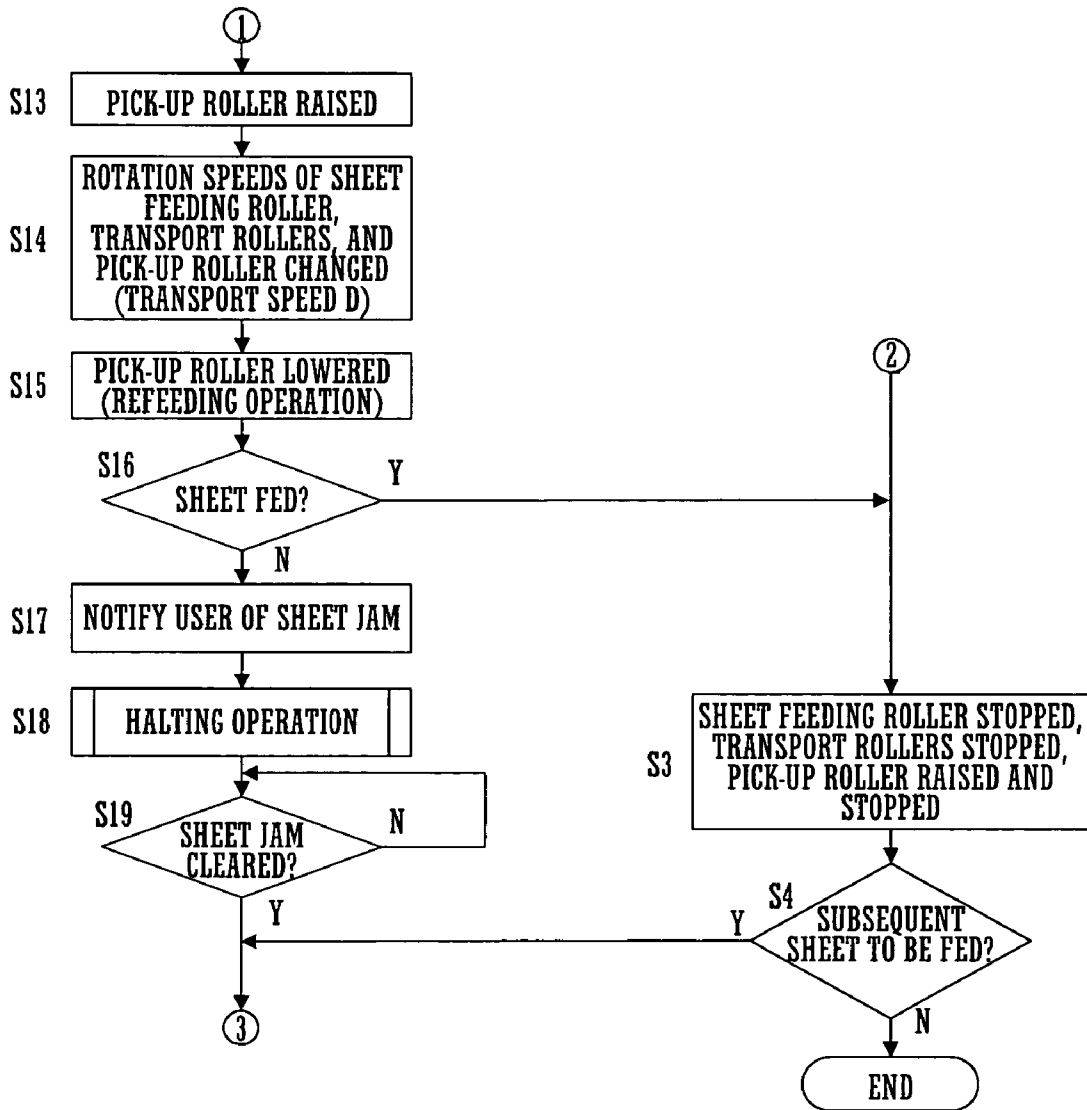 1
S13
PICK-UP ROLLER RAISED
S14
ROTATION SPEEDS OF SHEET
FEEDING ROLLER,
TRANSPORT ROLLERS, AND
PICK-UP ROLLER CHANGED
(TRANSPORT SPEED D)
S15
PICK-UP ROLLER LOWERED
(REFEEDING OPERATION)
S16
SHEET FED?
Y
N
S17
NOTIFY USER OF SHEET JAM
S18
HALTING OPERATION
S19
SHEET JAM
CLEARED?
N
Y
3
2
S3
SHEET FEEDING ROLLER STOPPED,
TRANSPORT ROLLERS STOPPED,
PICK-UP ROLLER RAISED AND
STOPPED
S4
SUBSEQUENT
SHEET TO BE FED?
Y
N
END